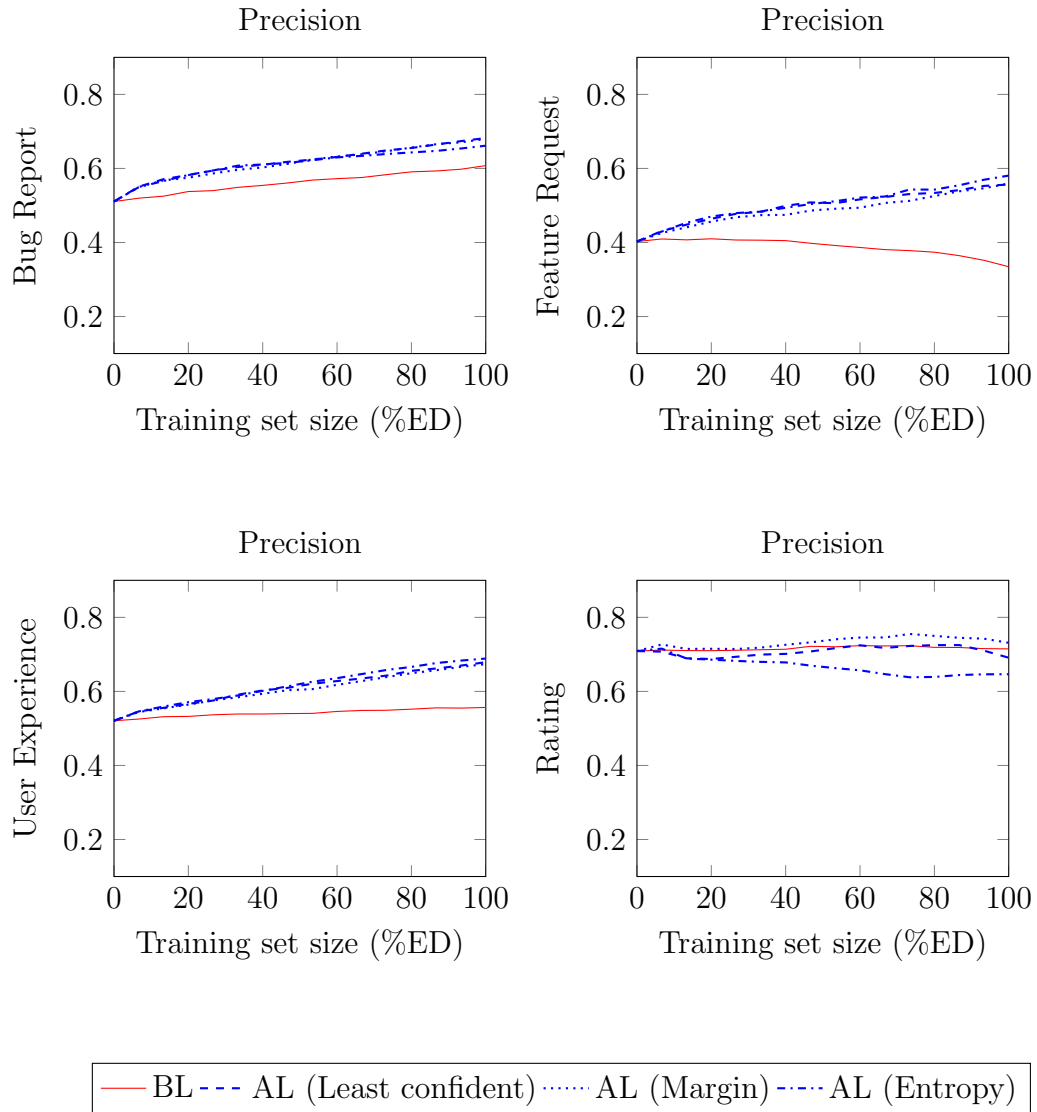 Precision
Bug Report
0.8
0.6
0.4
0.2
0 20 40 60 80 100
Training set size (%ED)
Precision
Feature Request
0.8
0.6
0.4
0.2
0 20 40 60 80 100
Training set size (%ED)
Precision
User Experience
0.8
0.6
0.4
0.2
0 20 40 60 80 100
Training set size (%ED)
Precision
Rating
0.8
0.6
0.4
0.2
0 20 40 60 80 100
Training set size (%ED)
BL AL (Least confident) AL (Margin) AL (Entropy)